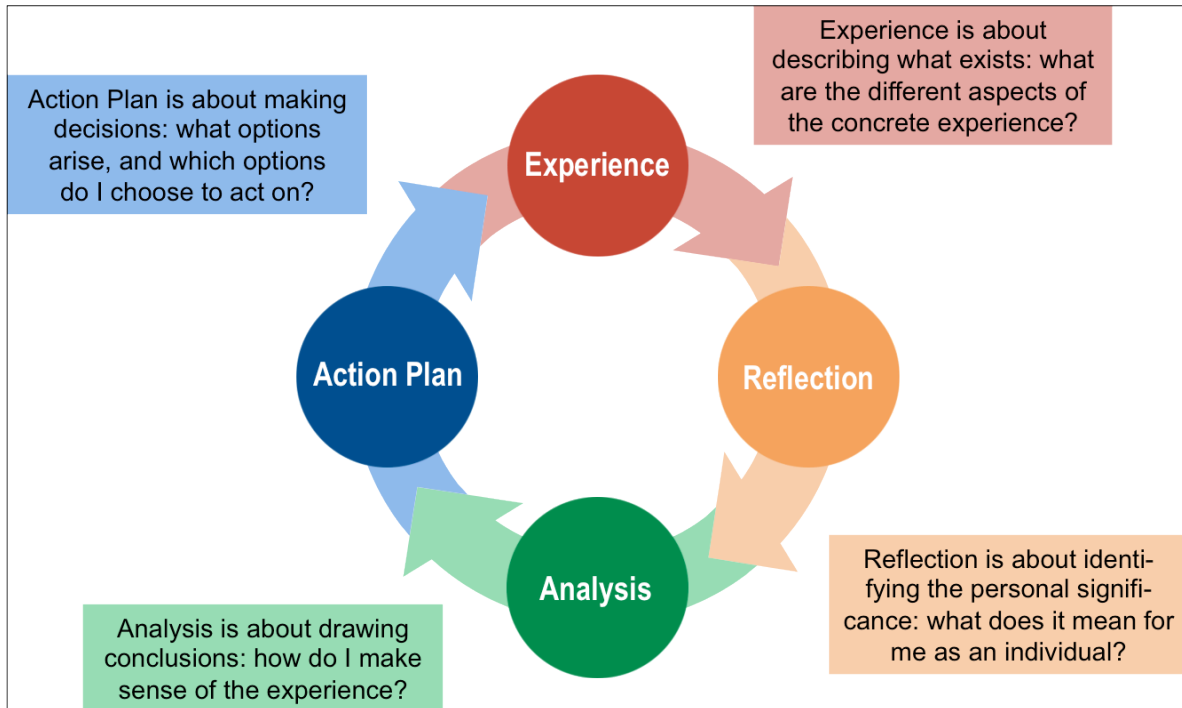 Experience is about
describing what exists: what
are the different aspects of
the concrete experience?
Action Plan is about making
decisions: what options
arise, and which options
do I choose to act on?
Experience
Action Plan
Reflection
Analysis
Reflection is about identi-
fying the personal signifi-
cance: what does it mean for
me as an individual?
Analysis is about drawing
conclusions: how do I make
sense of the experience?